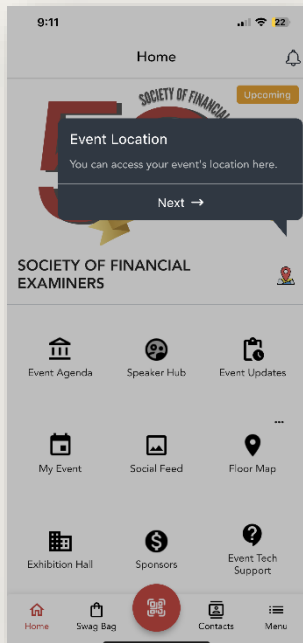 9:11
22
Home
SOCIETY OF FINANCIAL
Upcoming
Event Location
You can access your event's location here.
Next →
SOCIETY OF FINANCIAL
EXAMINERS
Event Agenda
Speaker Hub
Event Updates
My Event
Social Feed
Floor Map
Exhibition Hall
Sponsors
Event Tech
Support
Home
Swag Bag
Contacts
Menu